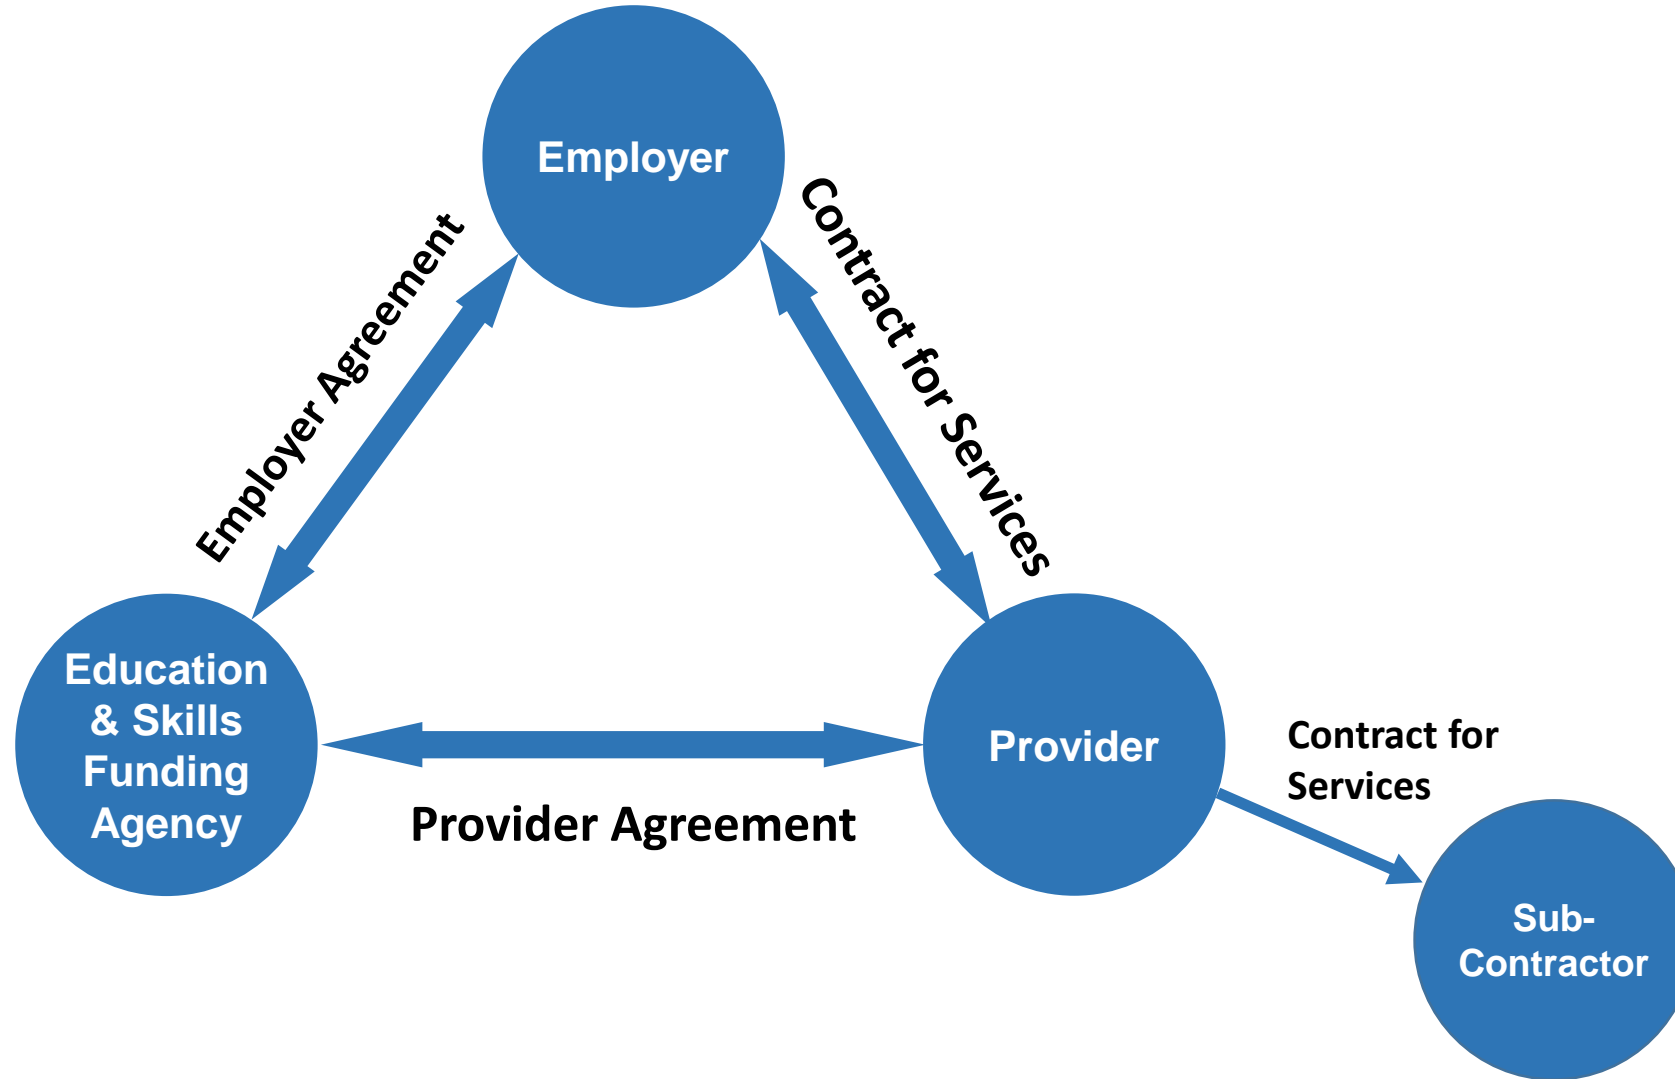 Employer
Employer Agreement
Contract for Services
Education
& Skills
Funding
Agency
Provider Agreement
Provider
Contract for
Services
Sub-
Contractor